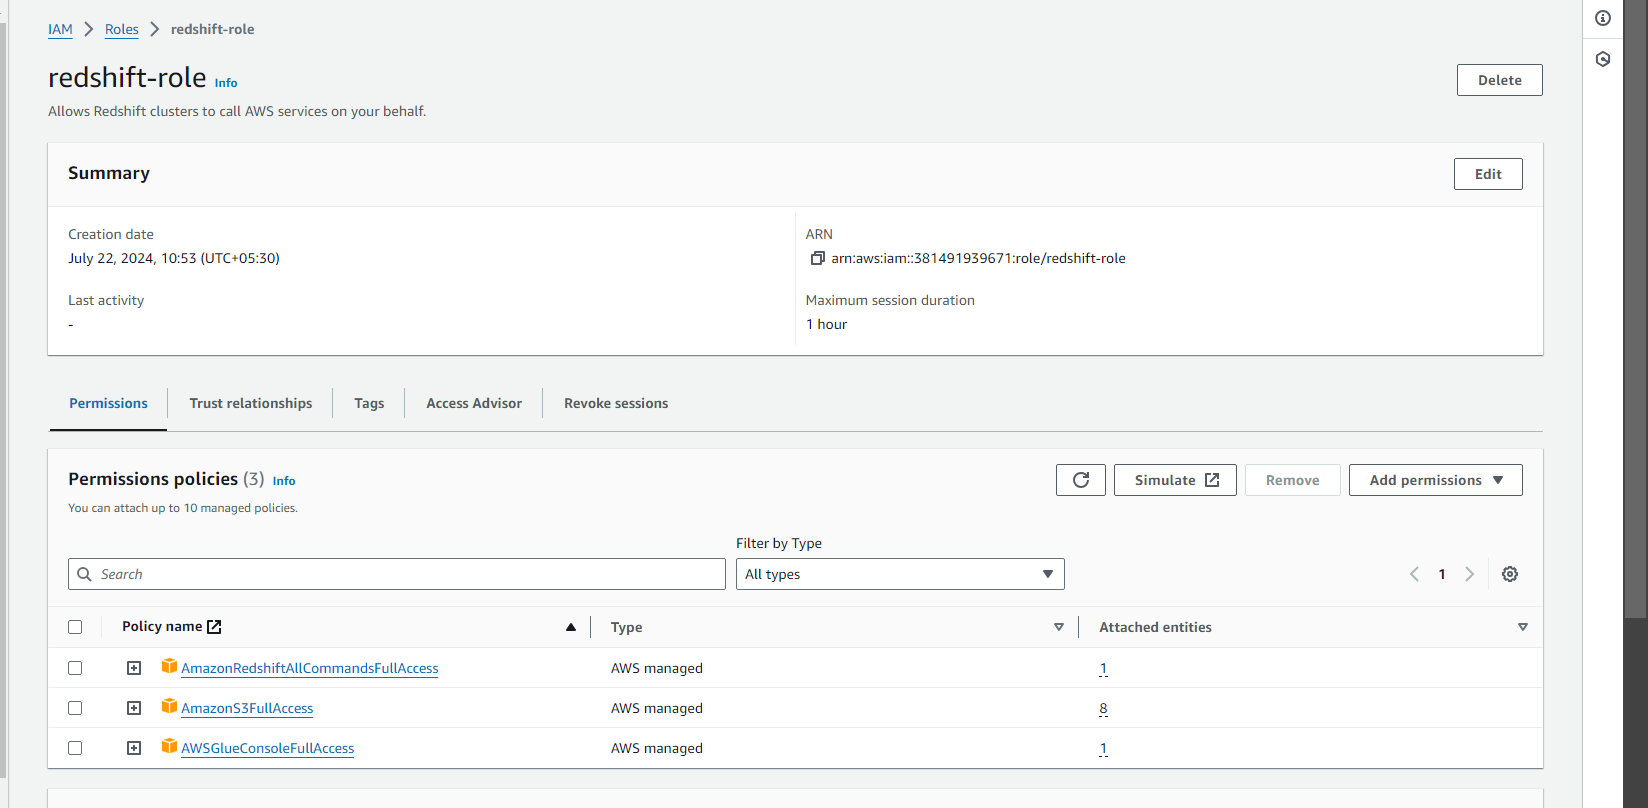 IAM > Roles > redshift-role
redshift-role Info
Delete
Allows Redshift clusters to call AWS services on your behalf.
Summary
Edit
Creation date
July 22, 2024, 10:53 (UTC+05:30)
ARN
arn:aws:iam::381491939671:role/redshift-role
Last activity
-
Maximum session duration
1 hour
Permissions
Trust relationships
Tags
Access Advisor
Revoke sessions
Permissions policies (3) Info
You can attach up to 10 managed policies.
Simulate
Remove
Add permissions
Filter by Type
Search
All types
1
Policy name
Type
Attached entities
AmazonRedshiftAllCommandsFullAccess
AWS managed
1
AmazonS3FullAccess
AWS managed
8
AWSGlueConsoleFullAccess
AWS managed
1